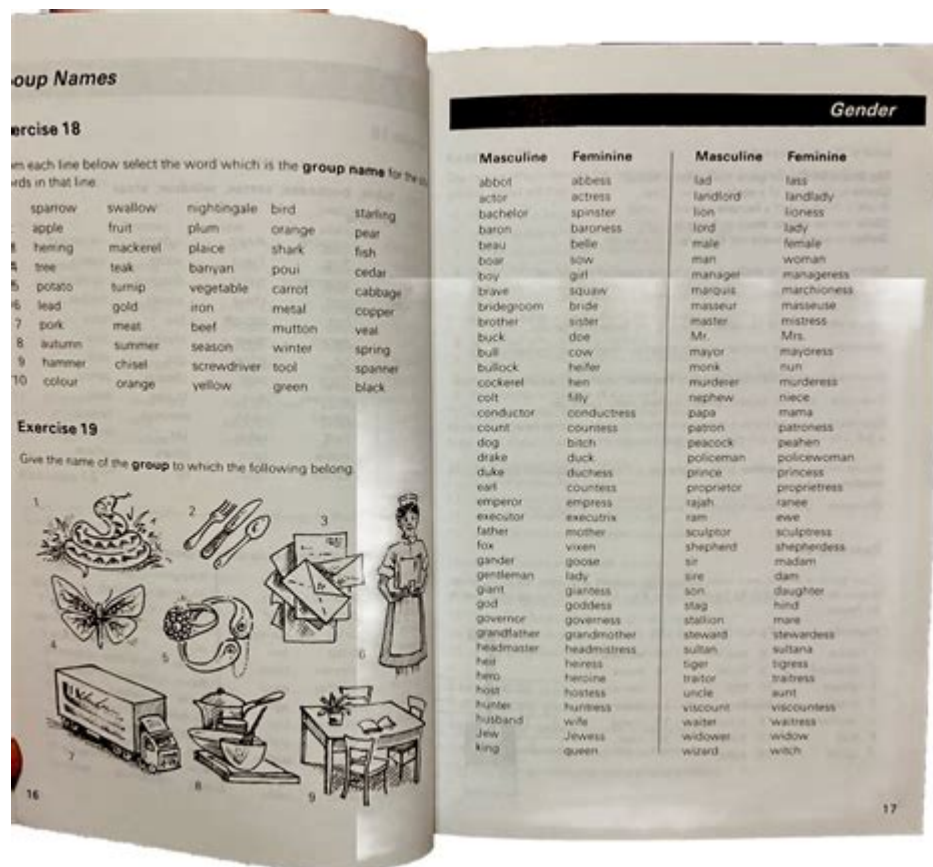 oup Names
ercise 18
m each line below select the word which is the group name for the
rds in that line.
sparrow swallow nightingale bird starling
apple fruit plum orange pear
herring mackerel plaice shark fish
tree teak banyan poui cedar
5 potato turnip vegetable carrot cabbage
6 lead gold iron metal copper
7 pork meat beef mutton veal
8 autumn summer season winter spring
9 hammer chisel screwdriver tool spanner
10 colour orange yellow green black
Exercise 19
Give the name of the group to which the following belong.
1
2
3
4
5
6
7
8
9
16
Gender
Masculine Feminine Masculine Feminine
abbot abbess lad lass
actor actress landlord landlady
bachelor spinster lion lioness
baron baroness lord lady
beau belle male female
boar sow man woman
boy girl manager manageress
brave squaw marquis marchioness
bridegroom bride masseur masseuse
brother sister master mistress
buck doe Mr. Mrs.
bull cow mayor mayoress
bullock heifer monk nun
cockerel hen murderer murderess
colt filly nephew niece
conductor conductress papa mama
count countess patron patroness
dog bitch peacock peahen
drake duck policeman policewoman
duke duchess prince princess
earl countess proprietor proprietress
emperor empress rajah ranee
executor executrix ram ewe
father mother sculptor sculptress
fox vixen shepherd shepherdess
gander goose sir madam
gentleman lady sire dam
giant giantess son daughter
god goddess stag hind
governor governess stallion mare
grandfather grandmother steward stewardess
headmaster headmistress sultan sultana
heir heiress tiger tigress
hero heroine traitor traitress
host hostess uncle aunt
hunter huntress viscount viscountess
husband wife waiter waitress
Jew Jewess widower widow
king queen wizard witch
17